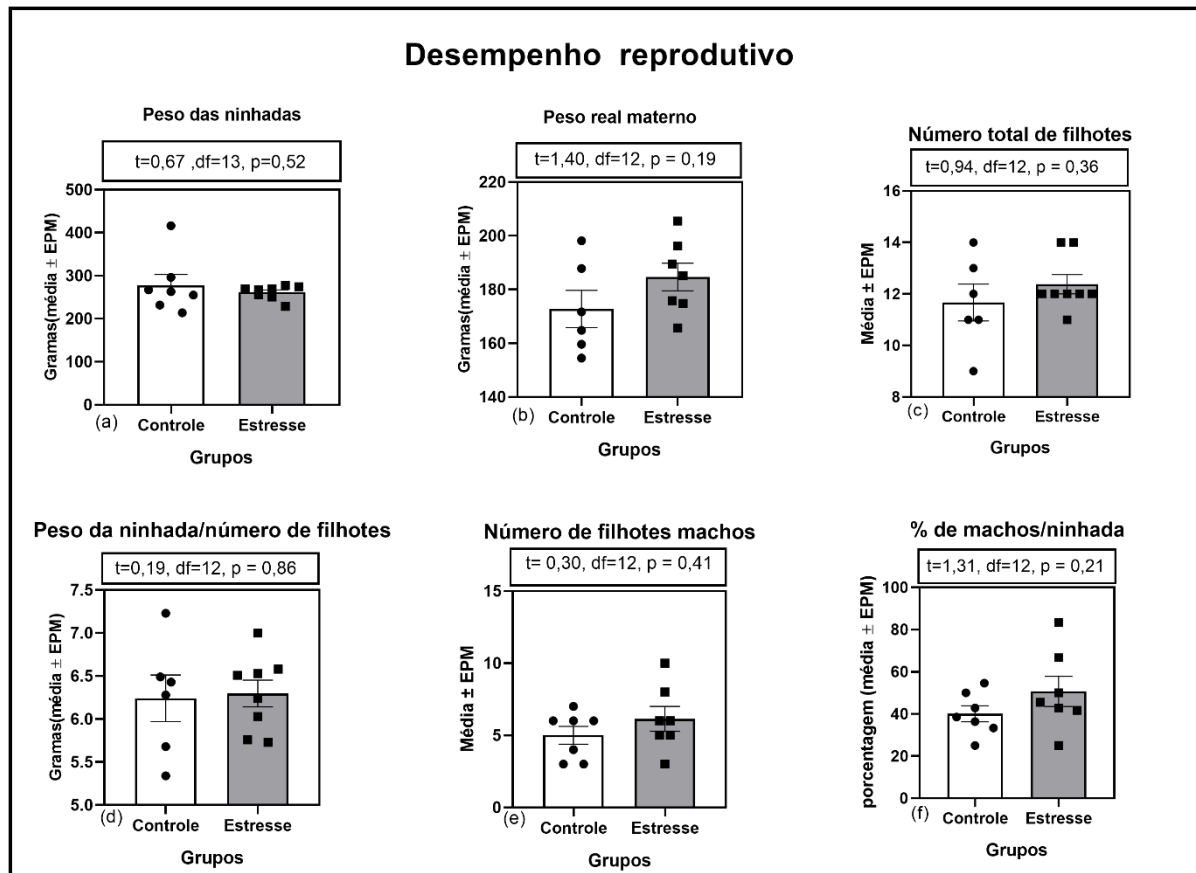 Desempenho reprodutivo
Peso das ninhadas
t=0,67 ,df=13, p=0,52
Gramas(média ± EPM)
500
400
300
200
100
0
(a)
Controle
Estresse
Grupos
Peso real materno
t=1,40, df=12, p = 0,19
Gramas(média ± EPM)
220
200
180
160
140
(b)
Controle
Estresse
Grupos
Número total de filhotes
t=0,94, df=12, p = 0,36
Média ± EPM
16
14
12
10
8
(c)
Controle
Estresse
Grupos
Peso da ninhada/número de filhotes
t=0,19, df=12, p = 0,86
Gramas(média ± EPM)
7.5
7.0
6.5
6.0
5.5
5.0
(d)
Controle
Estresse
Grupos
Número de filhotes machos
t= 0,30, df=12, p = 0,41
Média ± EPM
15
10
5
0
(e)
Controle
Estresse
Grupos
% de machos/ninhada
t=1,31, df=12, p = 0,21
porcentagem (média ± EPM)
100
80
60
40
20
0
(f)
Controle
Estresse
Grupos